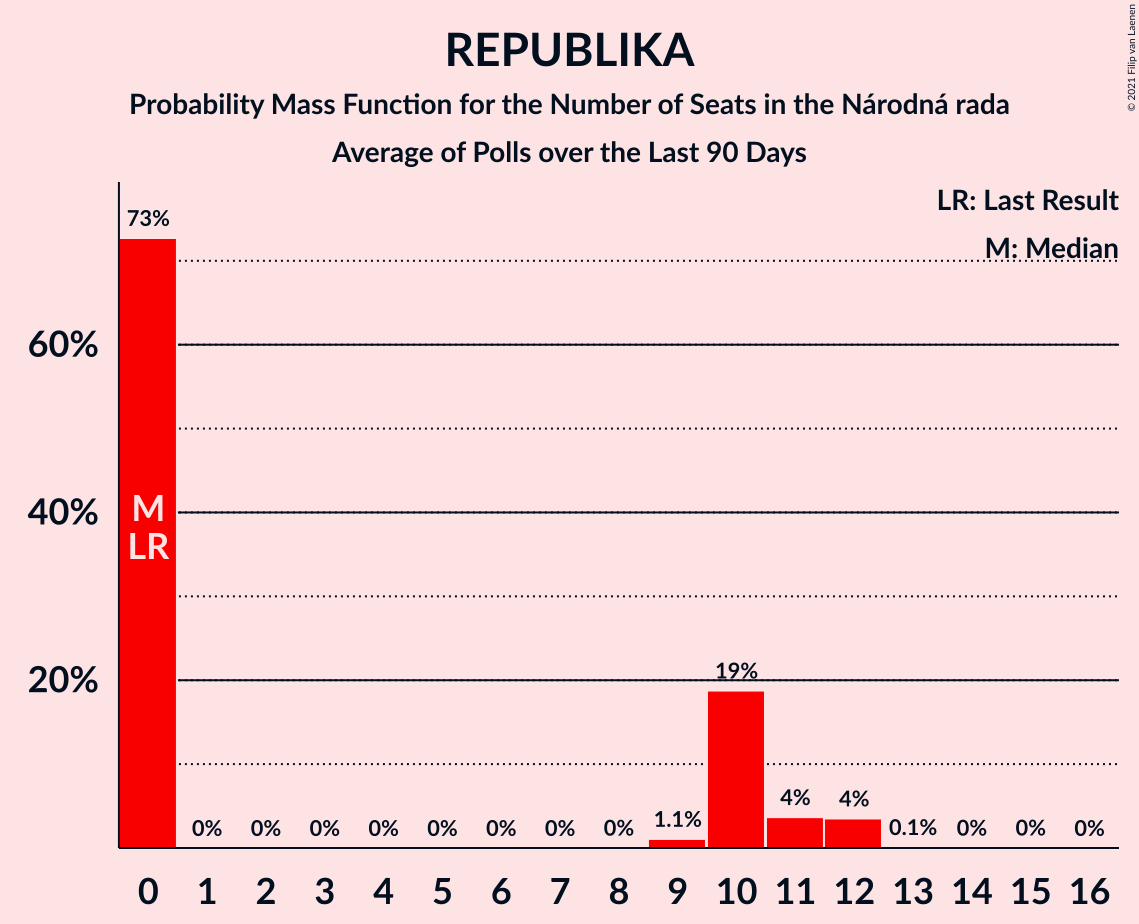 REPUBLIKA
Probability Mass Function for the Number of Seats in the Národná rada
Average of Polls over the Last 90 Days
© 2021 Filip van Laenen
LR: Last Result
M: Median
73%
60%
40%
20%
M
LR
0% 0% 0% 0% 0% 0% 0% 0% 1.1% 19% 4% 4% 0.1% 0% 0% 0%
0 1 2 3 4 5 6 7 8 9 10 11 12 13 14 15 16